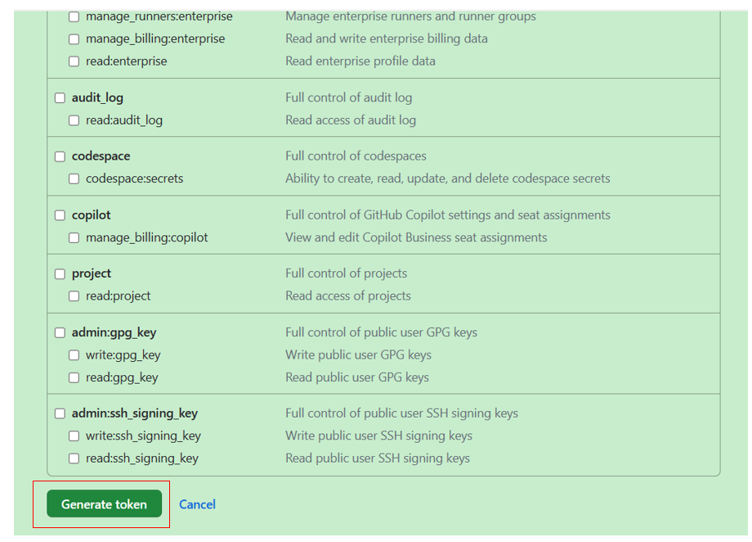 manage_runners:enterprise Manage enterprise runners and runner groups
manage_billing:enterprise Read and write enterprise billing data
read:enterprise Read enterprise profile data
audit_log Full control of audit log
read:audit_log Read access of audit log
codespace Full control of codespaces
codespace:secrets Ability to create, read, update, and delete codespace secrets
copilot Full control of GitHub Copilot settings and seat assignments
manage_billing:copilot View and edit Copilot Business seat assignments
project Full control of projects
read:project Read access of projects
admin:gpg_key Full control of public user GPG keys
write:gpg_key Write public user GPG keys
read:gpg_key Read public user GPG keys
admin:ssh_signing_key Full control of public user SSH signing keys
write:ssh_signing_key Write public user SSH signing keys
read:ssh_signing_key Read public user SSH signing keys
Generate token Cancel